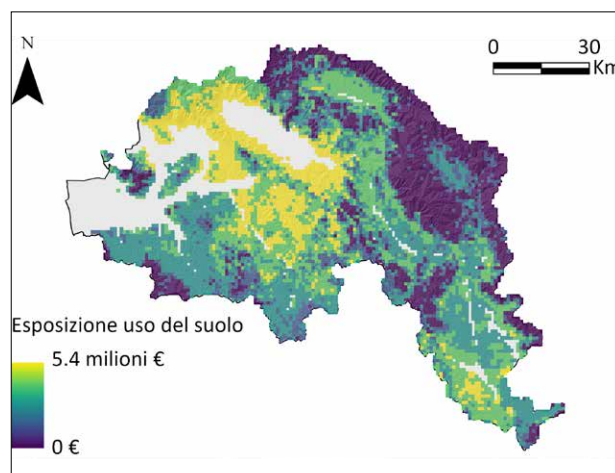 N
0 30
Km
Esposizione uso del suolo
5.4 milioni €
0 €